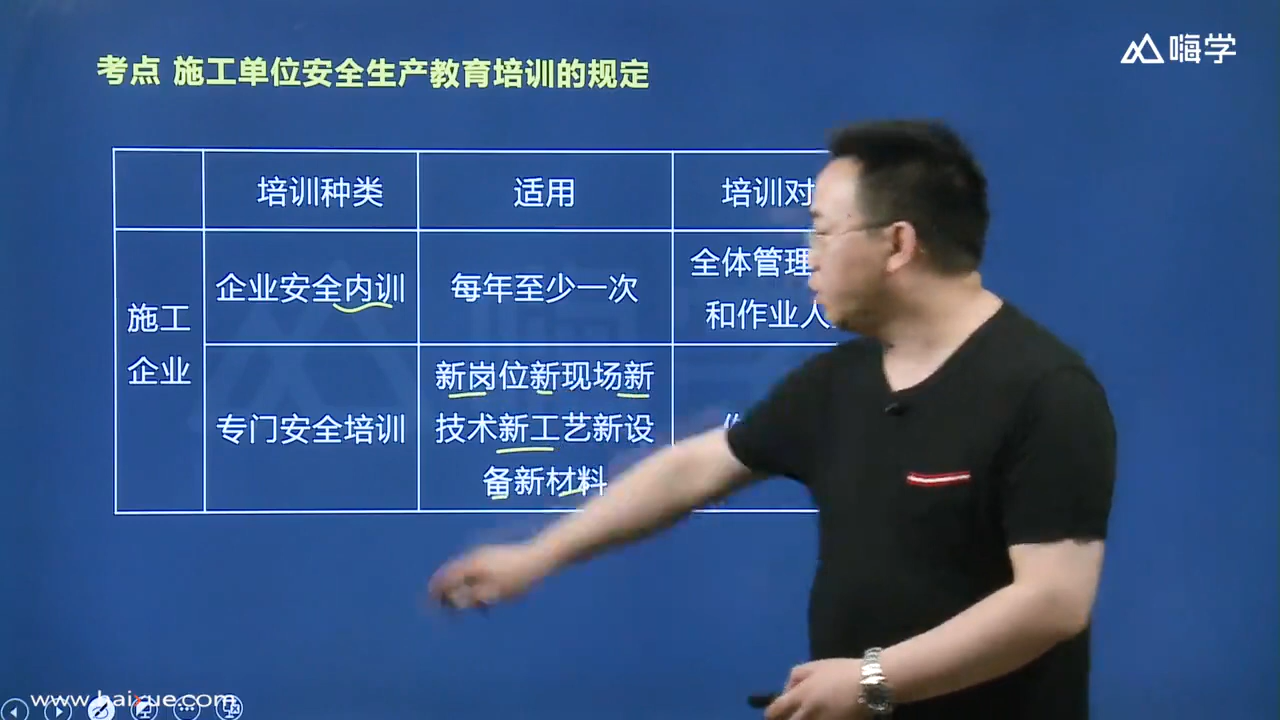 嗨学
考点 施工单位安全生产教育培训的规定
培训种类
适用
培训对
施工
企业
企业安全内训
每年至少一次
全体管理
和作业人
专门安全培训
新岗位新现场新
技术新工艺新设
备新材料
www.haixue.com